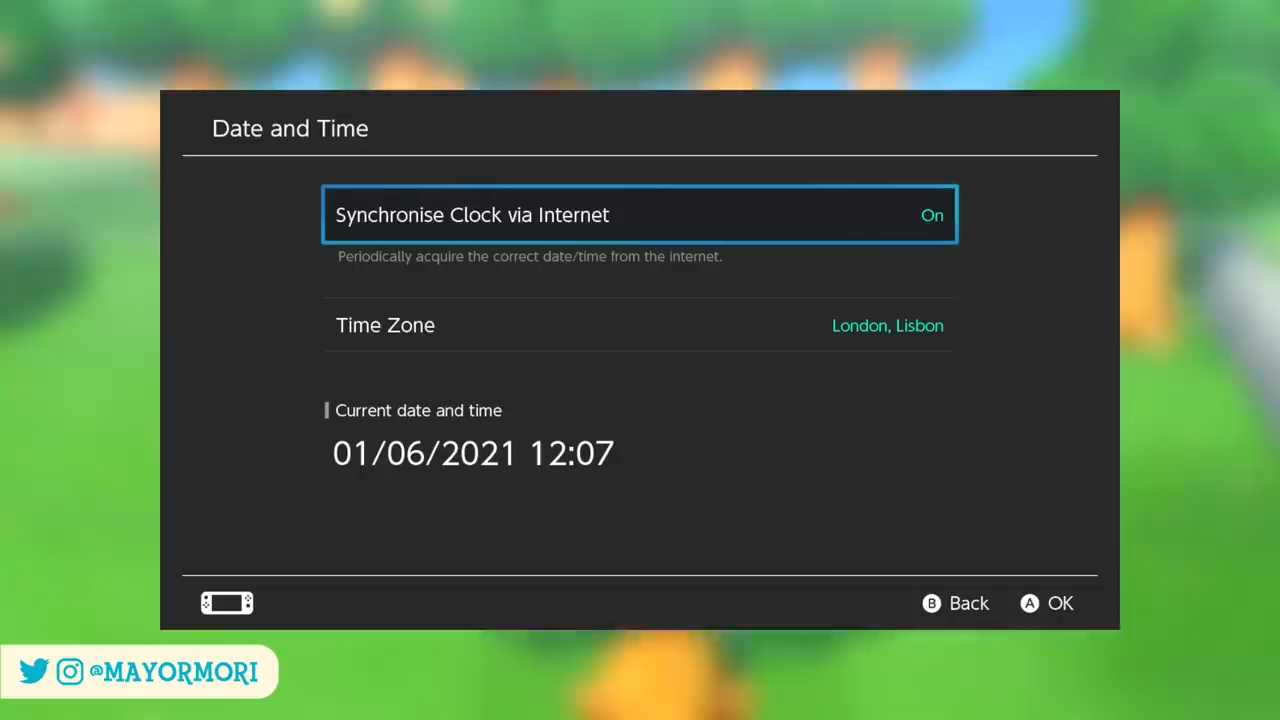 Date and Time
Synchronise Clock via Internet On
Periodically acquire the correct date/time from the internet.
Time Zone London, Lisbon
Current date and time
01/06/2021 12:07
B Back A OK
@MAYORMORI